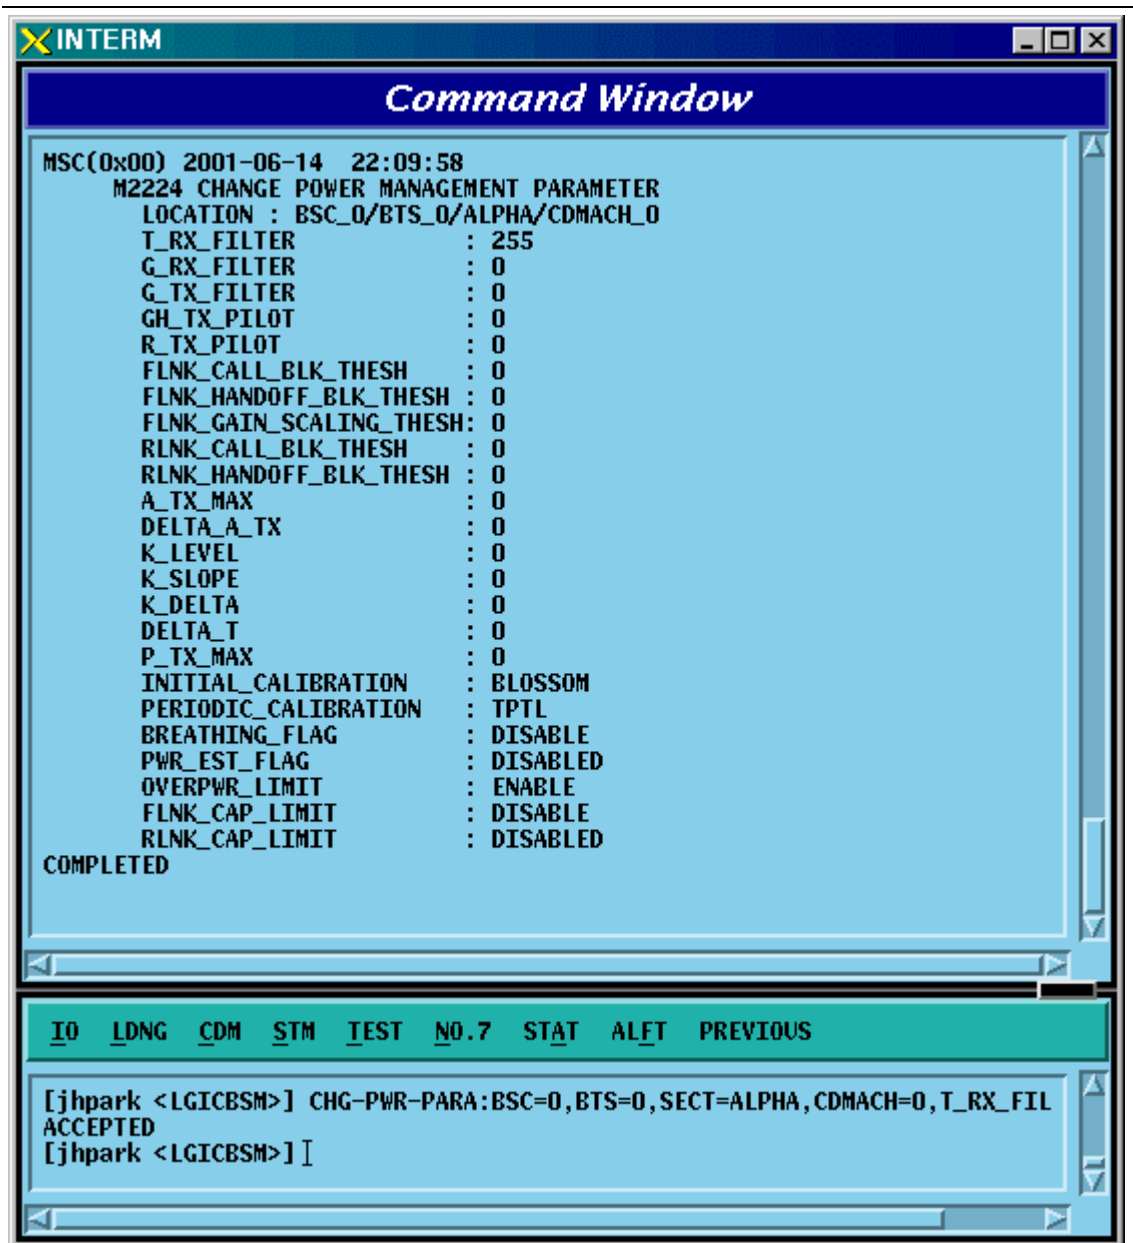 INTERM
Command Window
MSC(0x00) 2001-06-14 22:09:58
M2224 CHANGE POWER MANAGEMENT PARAMETER
LOCATION : BSC_0/BTS_0/ALPHA/CDMACH_0
T_RX_FILTER : 255
G_RX_FILTER : 0
G_TX_FILTER : 0
GH_TX_PILOT : 0
R_TX_PILOT : 0
FLNK_CALL_BLK_THESH : 0
FLNK_HANDOFF_BLK_THESH : 0
FLNK_GAIN_SCALING_THESH: 0
RLNK_CALL_BLK_THESH : 0
RLNK_HANDOFF_BLK_THESH : 0
A_TX_MAX : 0
DELTA_A_TX : 0
K_LEVEL : 0
K_SLOPE : 0
K_DELTA : 0
DELTA_T : 0
P_TX_MAX : 0
INITIAL_CALIBRATION : BLOSSOM
PERIODIC_CALIBRATION : TPTL
BREATHING_FLAG : DISABLE
PWR_EST_FLAG : DISABLED
OVERPWR_LIMIT : ENABLE
FLNK_CAP_LIMIT : DISABLE
RLNK_CAP_LIMIT : DISABLED
COMPLETED
IO LDNG CDM STM TEST NO.7 STAT ALFT PREVIOUS
[jhpark <LGICBSM>] CHG-PWR-PARA:BSC=0,BTS=0,SECT=ALPHA,CDMACH=0,T_RX_FIL
ACCEPTED
[jhpark <LGICBSM>]